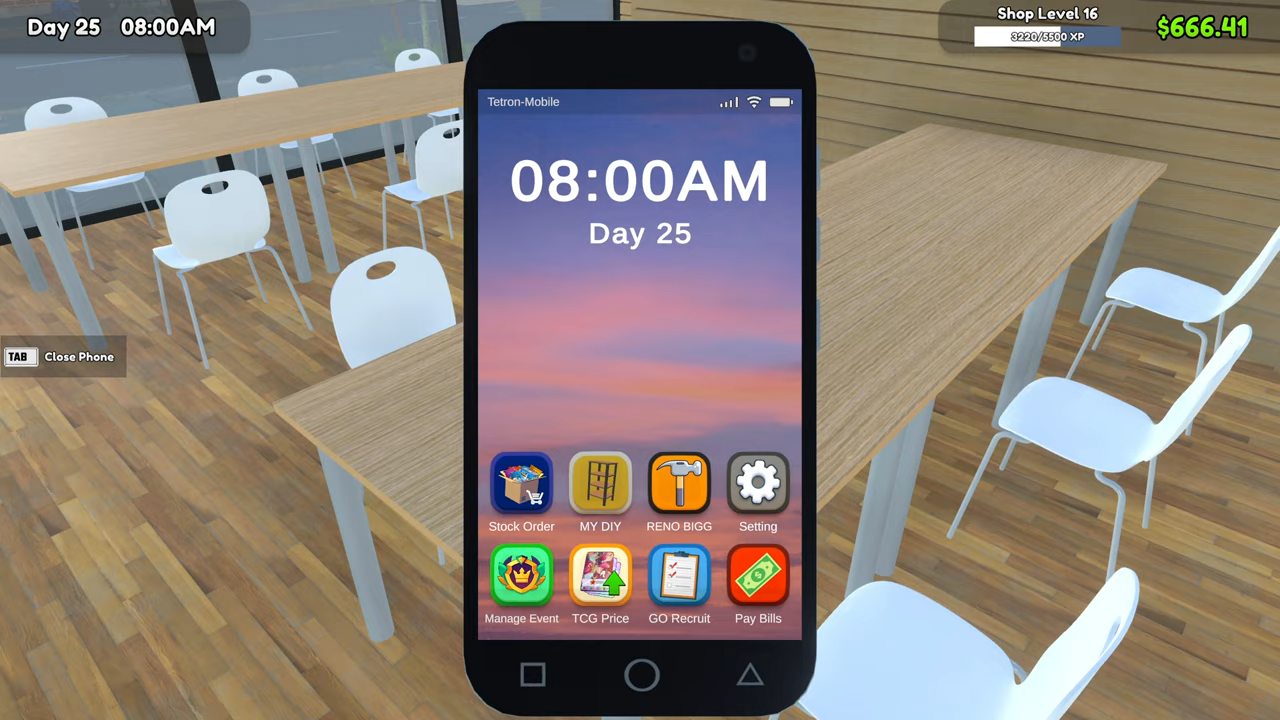 Day 25 08:00AM
Shop Level 16
3220/5500 XP
$666.41
Tetron-Mobile
08:00AM
Day 25
TAB Close Phone
Stock Order MY DIY RENO BIGG Setting
Manage Event TCG Price GO Recruit Pay Bills